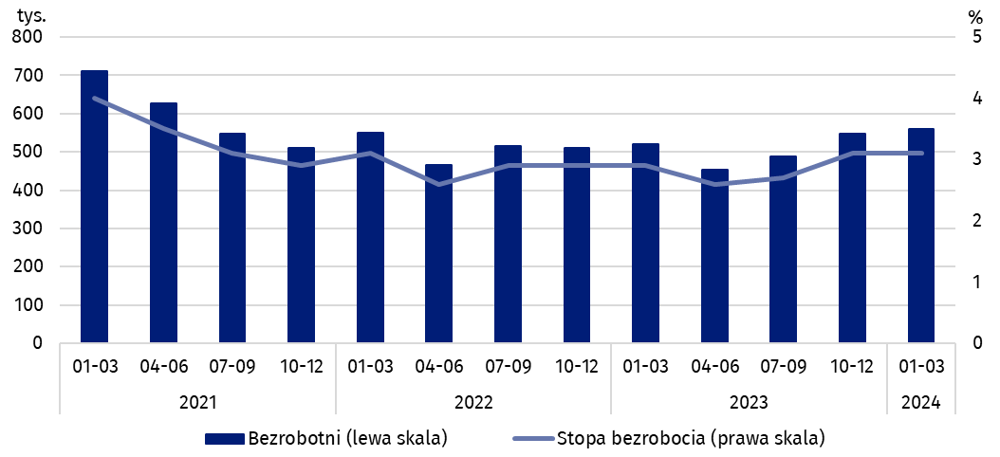 tys. %
800 5
700
600 4
500
3
400
300 2
200
1
100
0 0
01-03 04-06 07-09 10-12 01-03 04-06 07-09 10-12 01-03 04-06 07-09 10-12 01-03
2021 2022 2023 2024
Bezrobotni (lewa skala) Stopa bezrobocia (prawa skala)